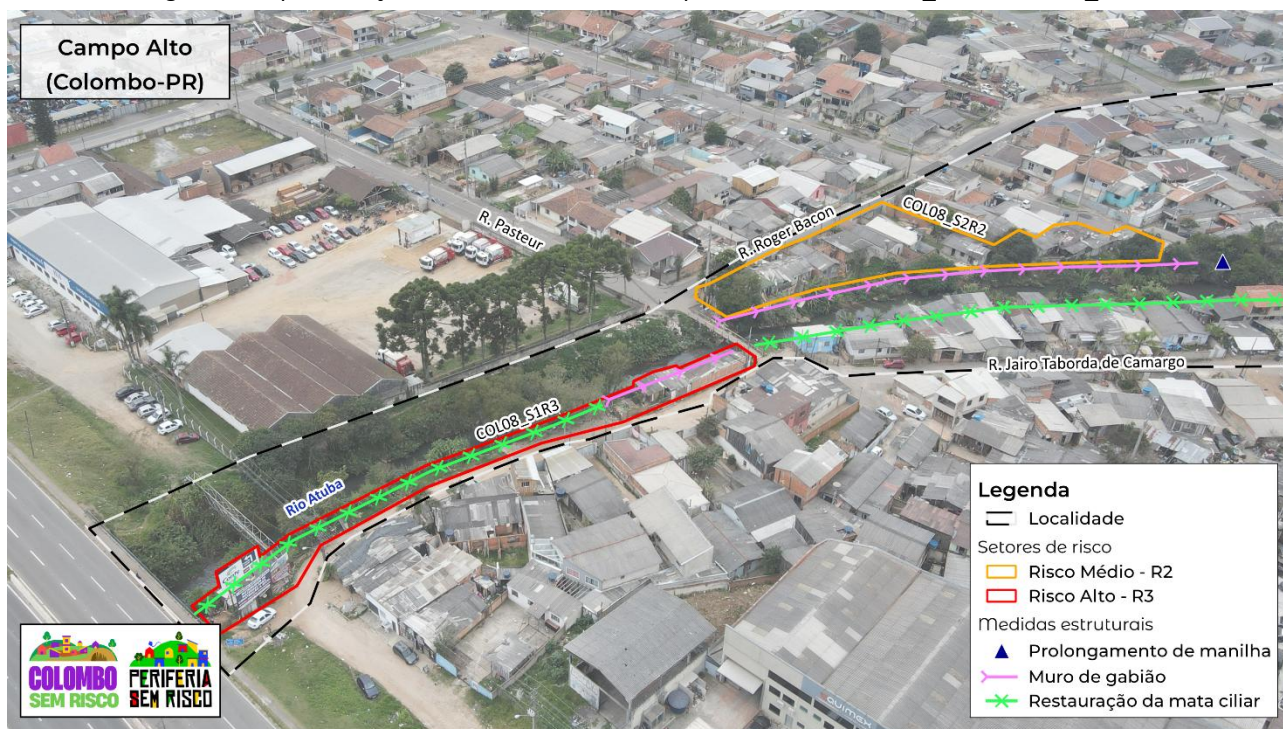 Campo Alto
(Colombo-PR)
R. Pasteur
R. Roger Bacon
COL08_S2R2
R. Jairo Taborda de Camargo
COL08_S1R3
Rio Atuba
QUIMEX
Legenda
Localidade
Setores de risco
Risco Médio - R2
Risco Alto - R3
Medidas estruturais
Prolongamento de manilha
Muro de gabião
Restauração da mata ciliar
COLOMBO
SEM RISCO
PERIFERIA
SEM RISCO